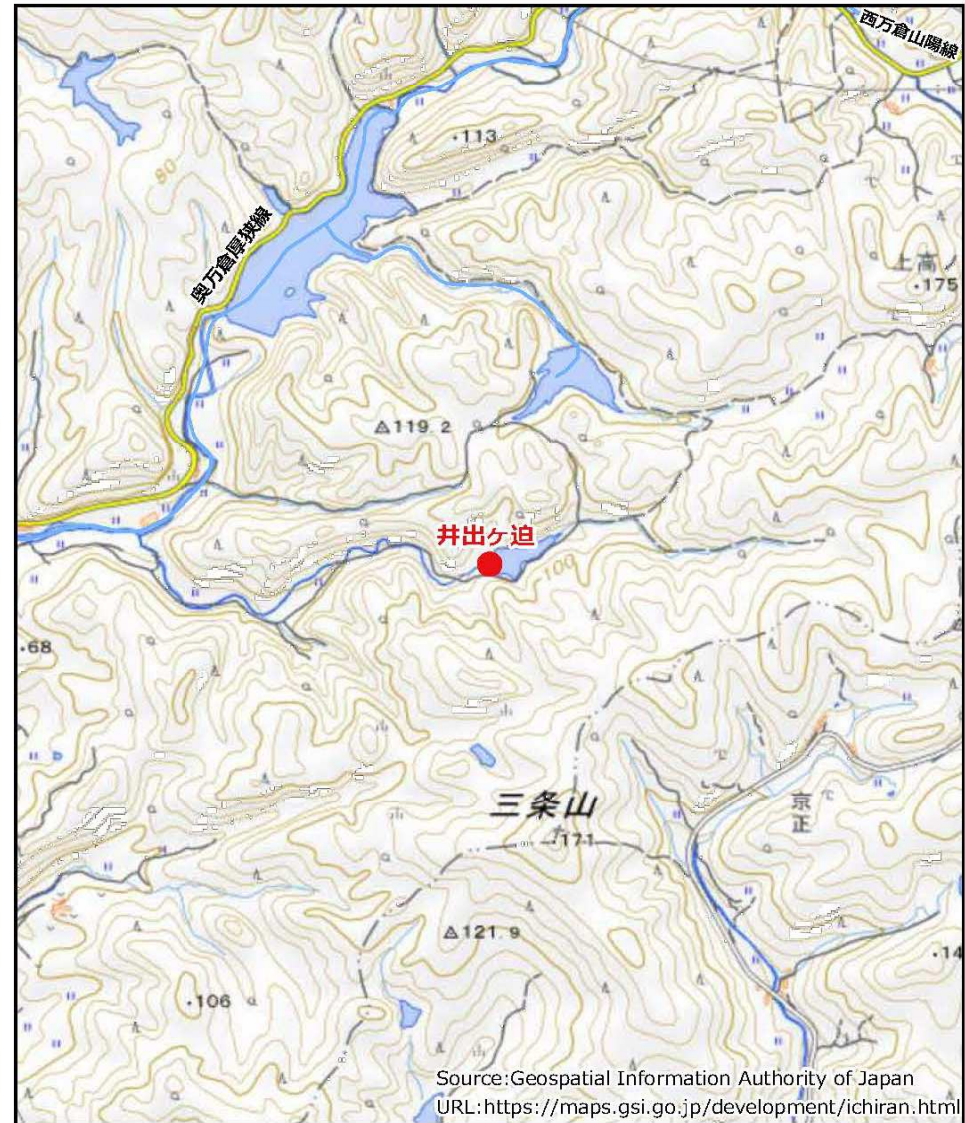 西万倉山陽線
・113
80
奥万倉厚狭線
上高
・175
△119.2
井出ヶ迫
100
・68
三条山
・171
京正
△121.9
・14
・106
Source:Geospatial Information Authority of Japan
URL:https://maps.gsi.go.jp/development/ichiran.html